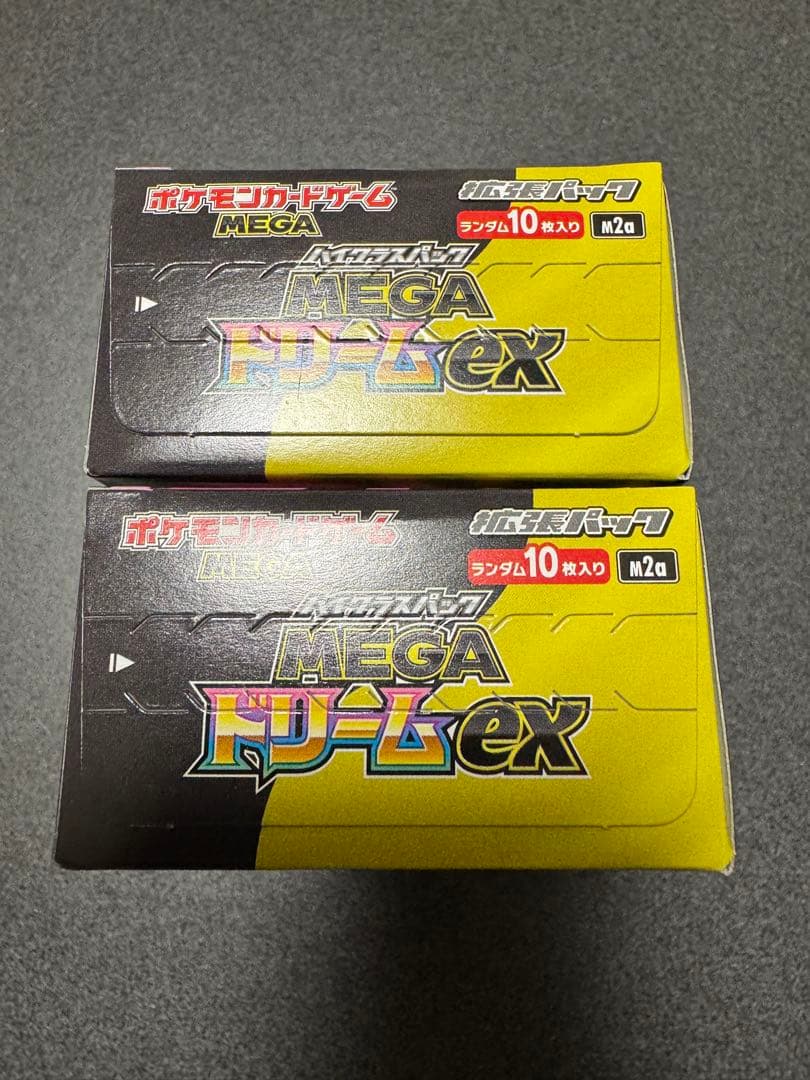 ポケモンカードゲーム
MEGA
拡張パック
ランダム10枚入り M2a
ハイクラスパック
MEGA
ドリームex
ポケモンカードゲーム
MEGA
拡張パック
ランダム10枚入り M2a
ハイクラスパック
MEGA
ドリームex